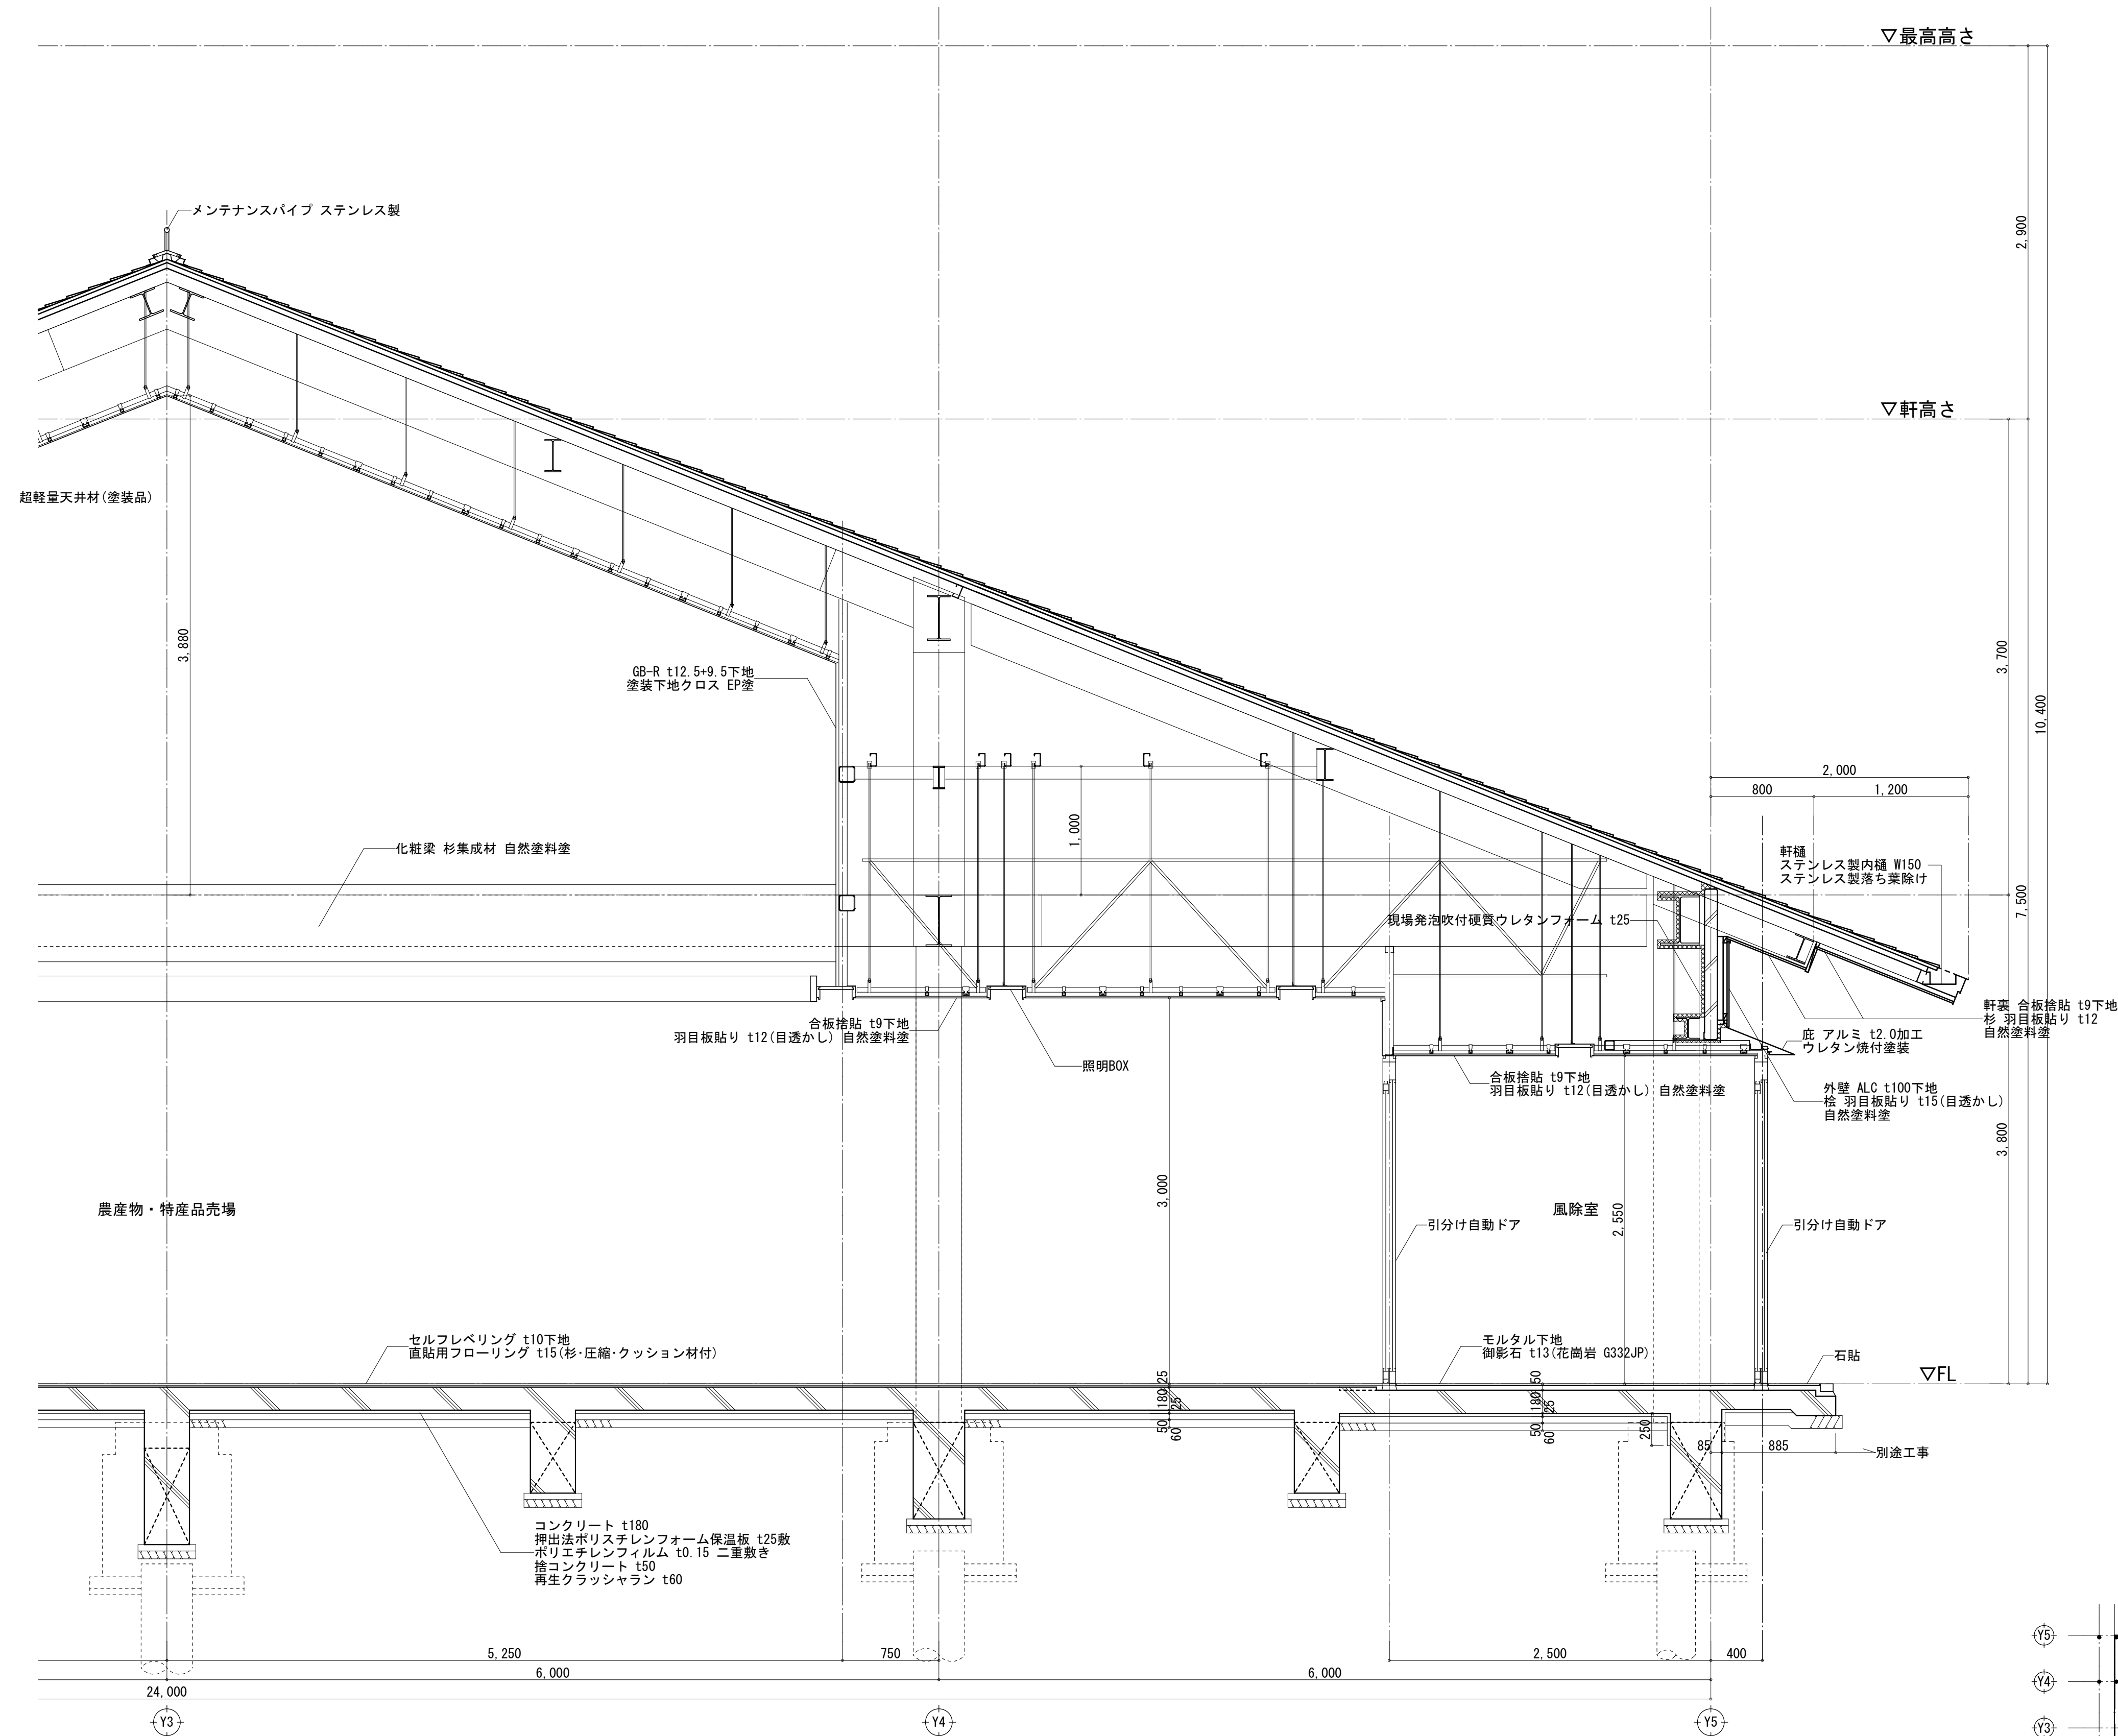 ▽最高高さ
メンテナンスパイプ ステンレス製
2,900
▽軒高さ
超軽量天井材(塗装品)
3,880
GB-R t12.5+9.5下地
塗装下地クロス EP塗
3,700
10,400
2,000
800
1,200
1,000
化粧梁 杉集成材 自然塗料塗
軒樋
ステンレス製内樋 W150
ステンレス製落ち葉除け
7,500
現場発泡吹付硬質ウレタンフォーム t25
軒裏 合板捨貼 t9下地
杉 羽目板貼り t12
自然塗料塗
合板捨貼 t9下地
羽目板貼り t12(目透かし) 自然塗料塗
庇 アルミ t2.0加工
ウレタン焼付塗装
照明BOX
合板捨貼 t9下地
羽目板貼り t12(目透かし) 自然塗料塗
外壁 ALC t100下地
桧 羽目板貼り t15(目透かし)
自然塗料塗
3,800
3,000
農産物・特産品売場
風除室
2,550
引分け自動ドア
引分け自動ドア
セルフレベリング t10下地
直貼用フローリング t15(杉・圧縮・クッション材付)
モルタル下地
御影石 t13(花崗岩 G332JP)
石貼
▽FL
25
180
25
50
60
50
180
25
50
60
250
85
885
別途工事
コンクリート t180
押出法ポリスチレンフォーム保温板 t25敷
ポリエチレンフィルム t0.15 二重敷き
捨コンクリート t50
再生クラッシャラン t60
5,250
750
2,500
400
6,000
6,000
24,000
Y3
Y4
Y5
Y5
Y4
Y3